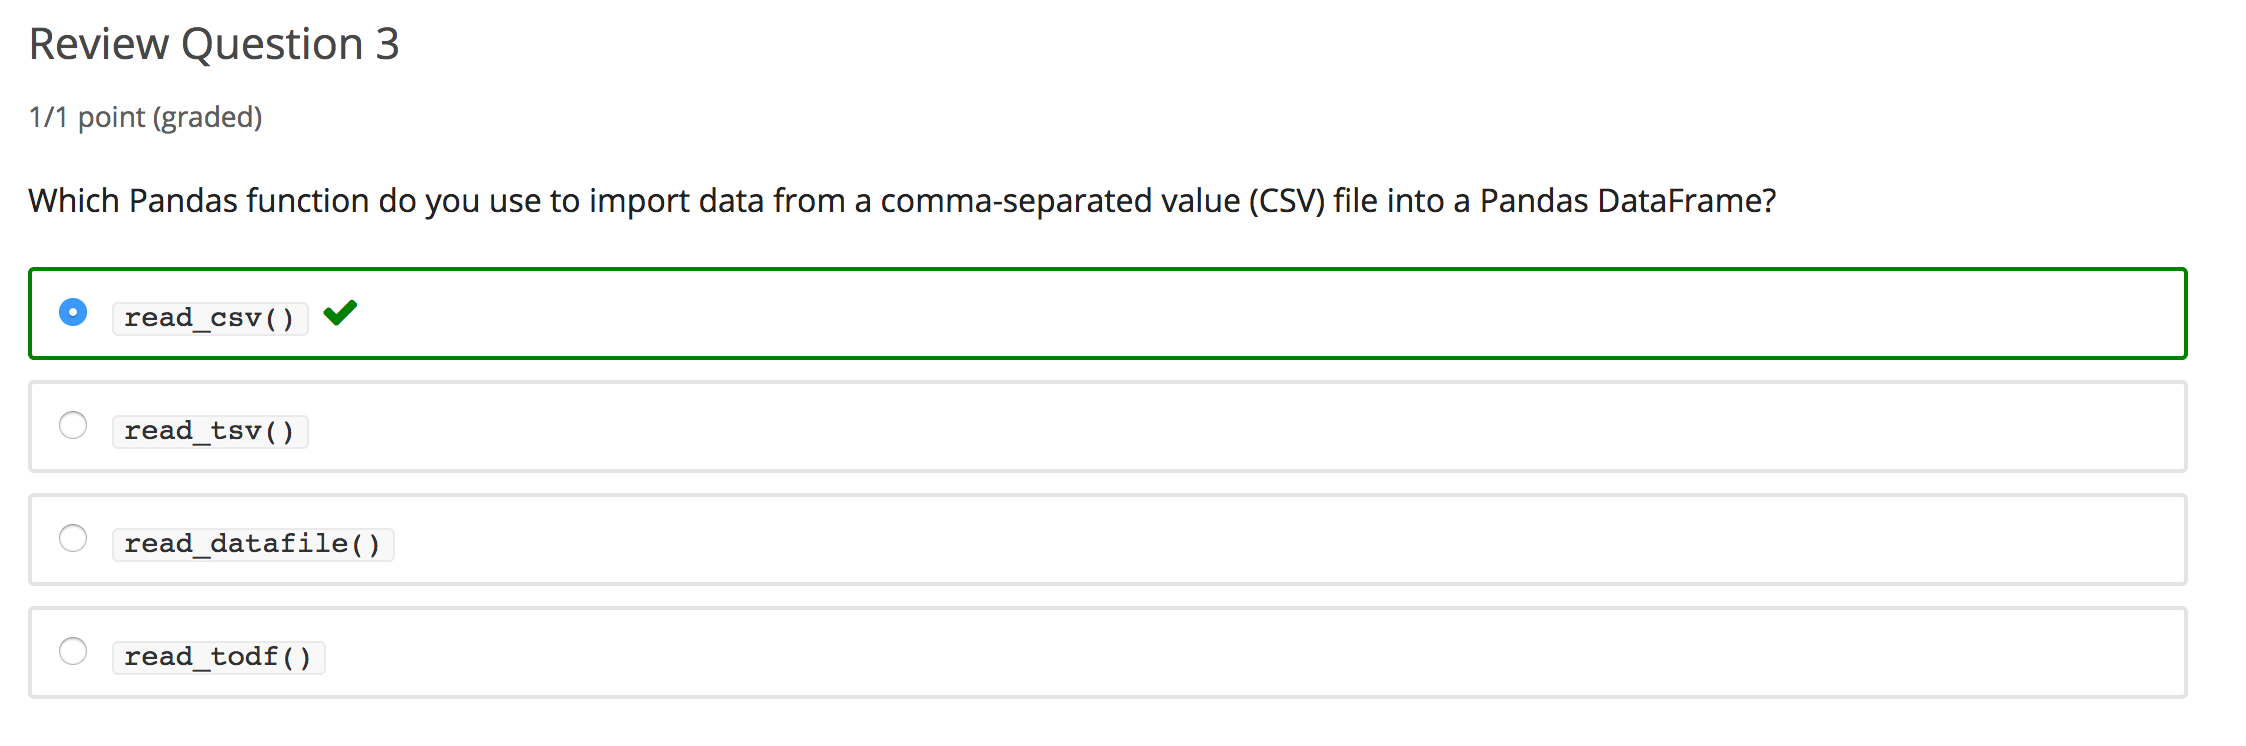 Review Question 3
1/1 point (graded)
Which Pandas function do you use to import data from a comma-separated value (CSV) file into a Pandas DataFrame?
read_csv()
read_tsv()
read_datafile()
read_todf()